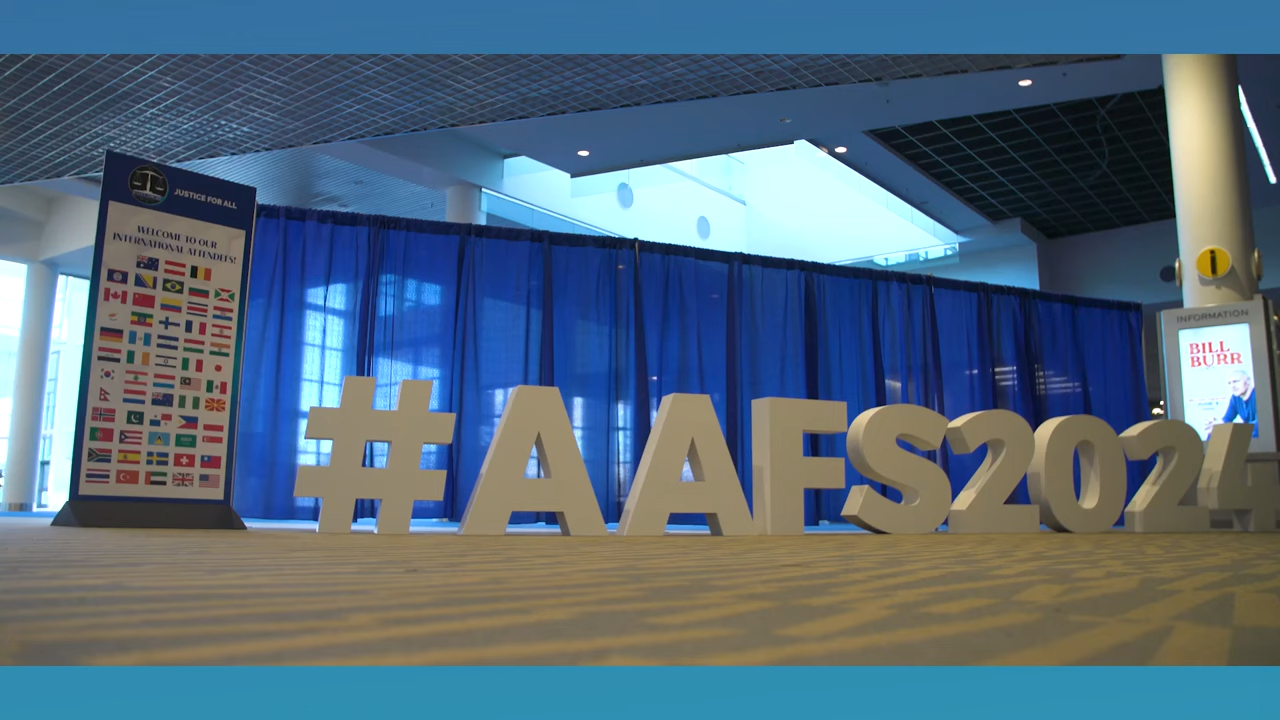 JUSTICE FOR ALL
WELCOME TO OUR
INTERNATIONAL ATTENDEES!
#AAFS2024
INFORMATION
BILL
BURR